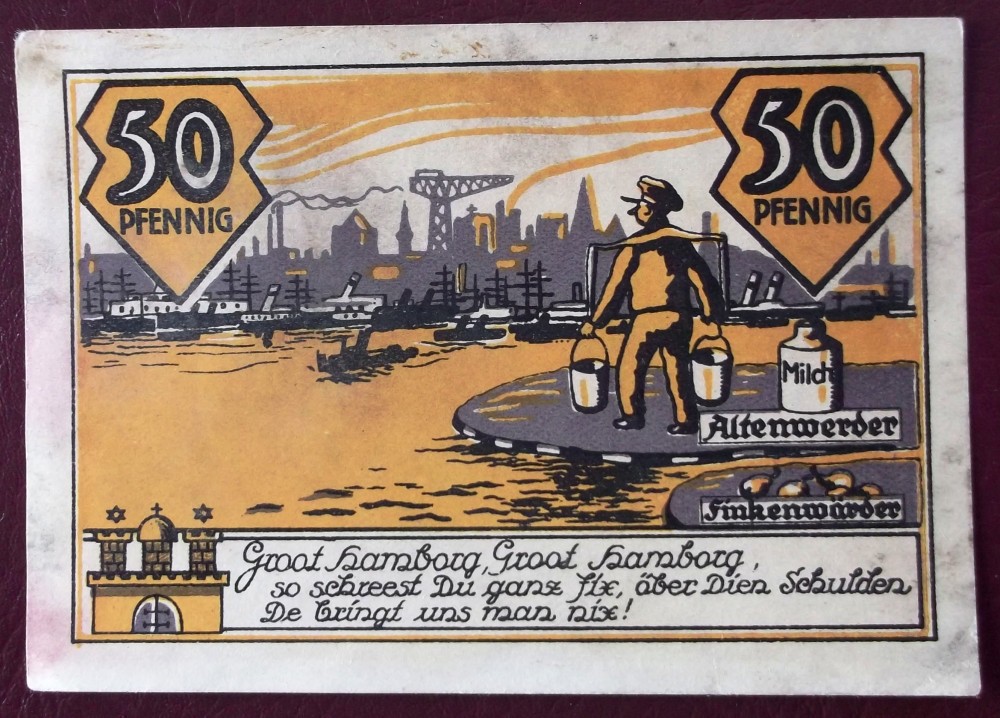 50
PFENNIG
50
PFENNIG
Milch
Altenwerder
Finkenwärder
Groot Hamborg, Groot Hamborg,
so schreest Du ganz fix, över Dien Schulden
De bringt uns man nix!